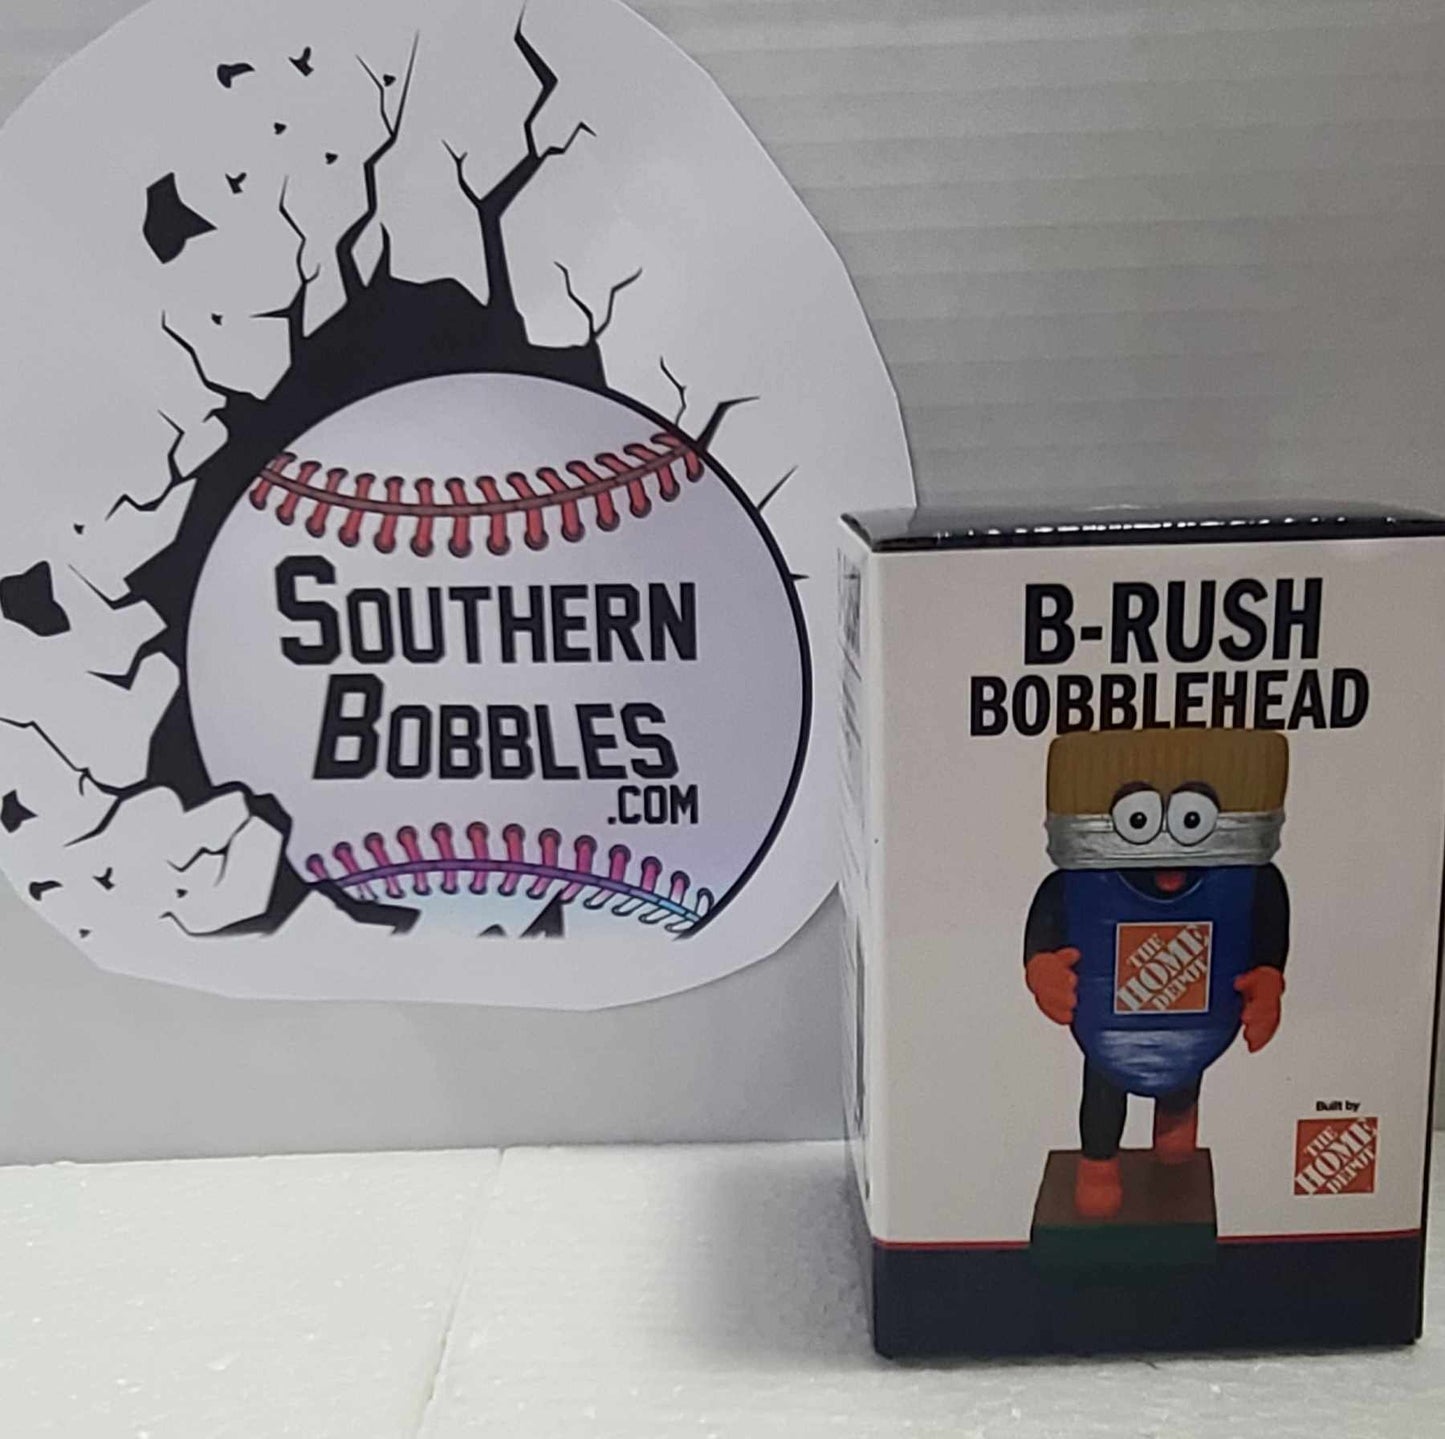 SOUTHERN
BOBBLES
.COM
B-RUSH
BOBBLEHEAD
THE
HOME
DEPOT
Built by
THE
HOME
DEPOT